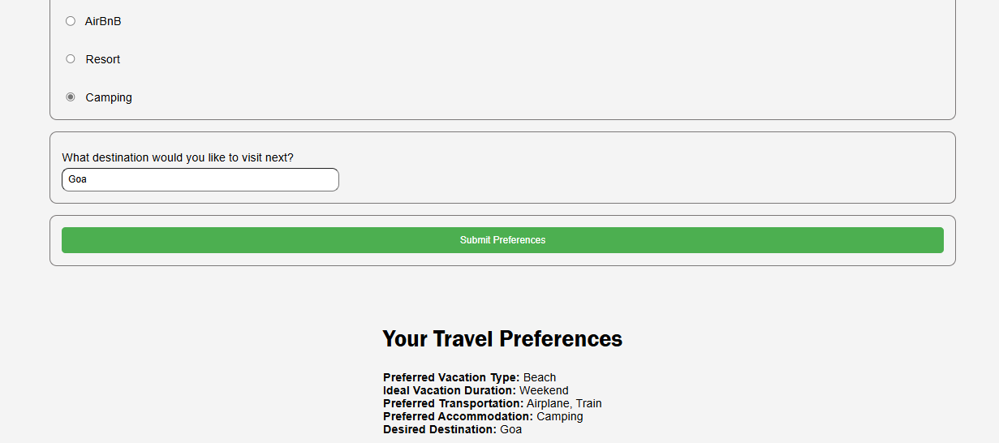 AirBnB
Resort
Camping
What destination would you like to visit next?
Goa
Submit Preferences
Your Travel Preferences
Preferred Vacation Type: Beach
Ideal Vacation Duration: Weekend
Preferred Transportation: Airplane, Train
Preferred Accommodation: Camping
Desired Destination: Goa